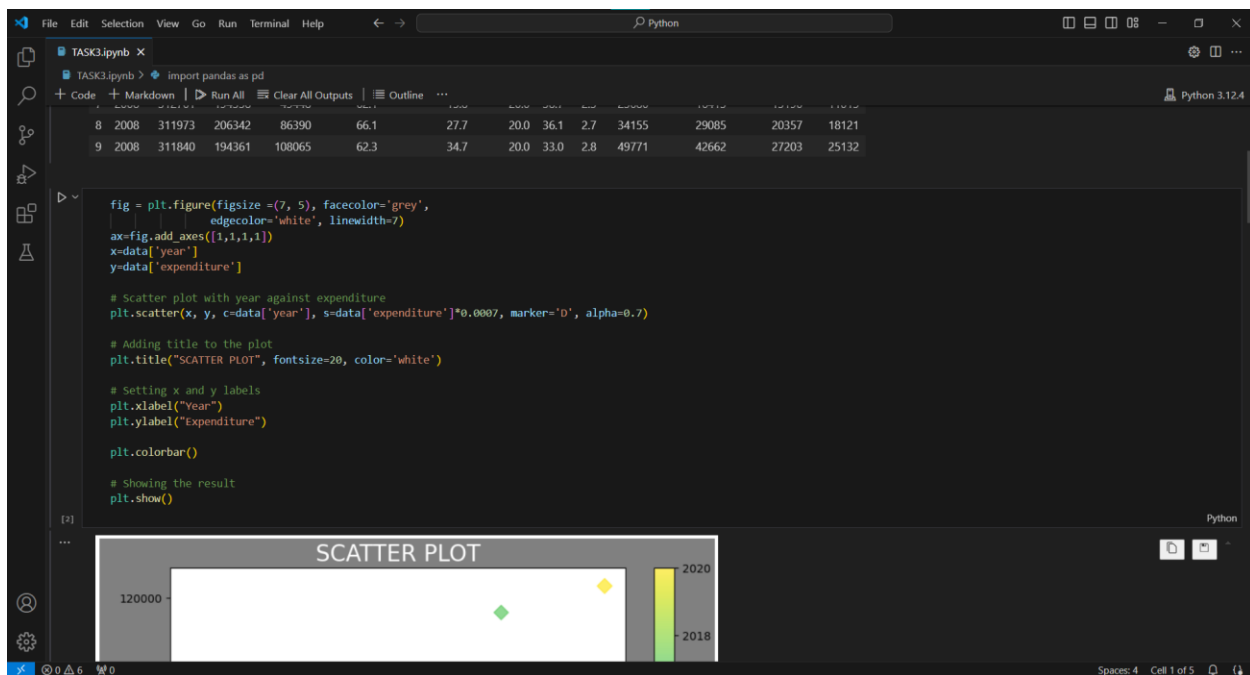 File Edit Selection View Go Run Terminal Help Python
TASK3.ipynb
TASK3.ipynb > import pandas as pd
+ Code + Markdown Run All Clear All Outputs Outline ... Python 3.12.4
8 2008 311973 206342 86390 66.1 27.7 20.0 36.1 2.7 34155 29085 20357 18121
9 2008 311840 194361 108065 62.3 34.7 20.0 33.0 2.8 49771 42662 27203 25132
fig = plt.figure(figsize =(7, 5), facecolor='grey',
edgecolor='white', linewidth=7)
ax=fig.add_axes([1,1,1,1])
x=data['year']
y=data['expenditure']
# Scatter plot with year against expenditure
plt.scatter(x, y, c=data['year'], s=data['expenditure']*0.0007, marker='D', alpha=0.7)
# Adding title to the plot
plt.title("SCATTER PLOT", fontsize=20, color='white')
# Setting x and y labels
plt.xlabel("Year")
plt.ylabel("Expenditure")
plt.colorbar()
# Showing the result
plt.show()
[2] Python
...
SCATTER PLOT
2020
120000
2018
0 6 0 Spaces: 4 Cell 1 of 5